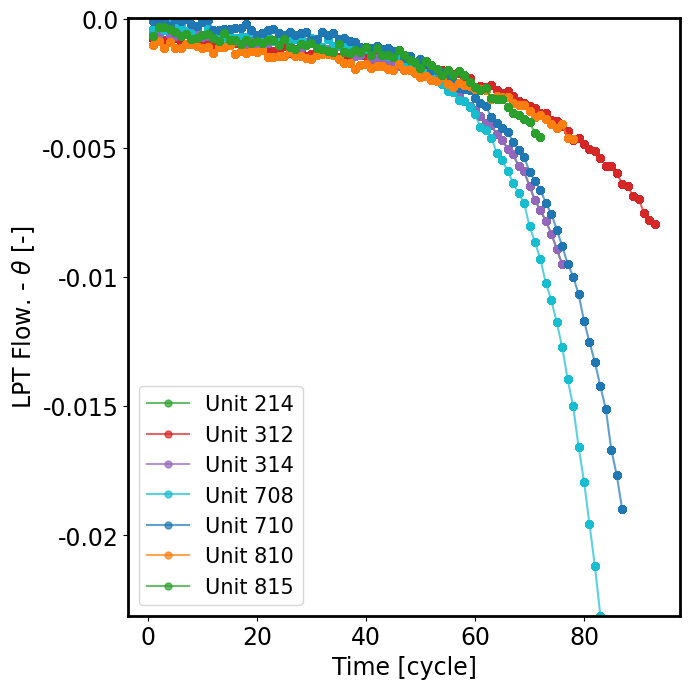 0.0
-0.005
-0.01
-0.015
-0.02
LPT Flow. - θ [-]
Unit 214
Unit 312
Unit 314
Unit 708
Unit 710
Unit 810
Unit 815
0 20 40 60 80
Time [cycle]